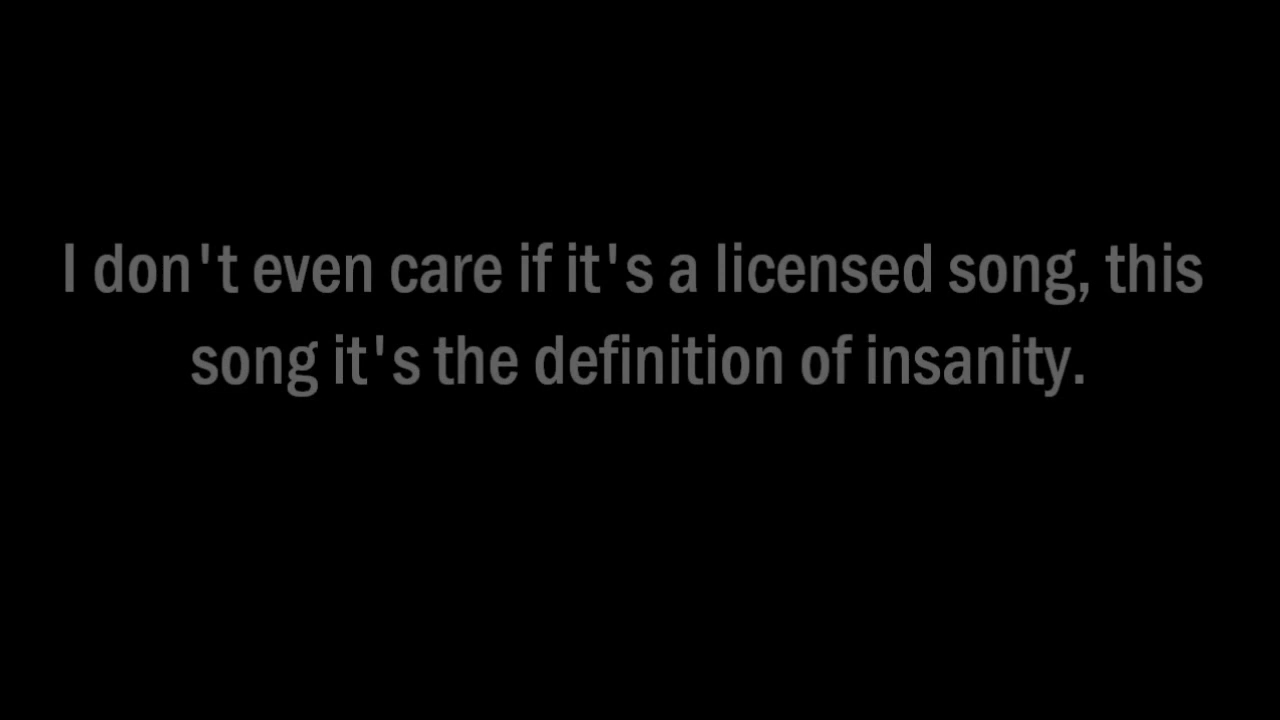 I don't even care if it's a licensed song, this
song it's the definition of insanity.